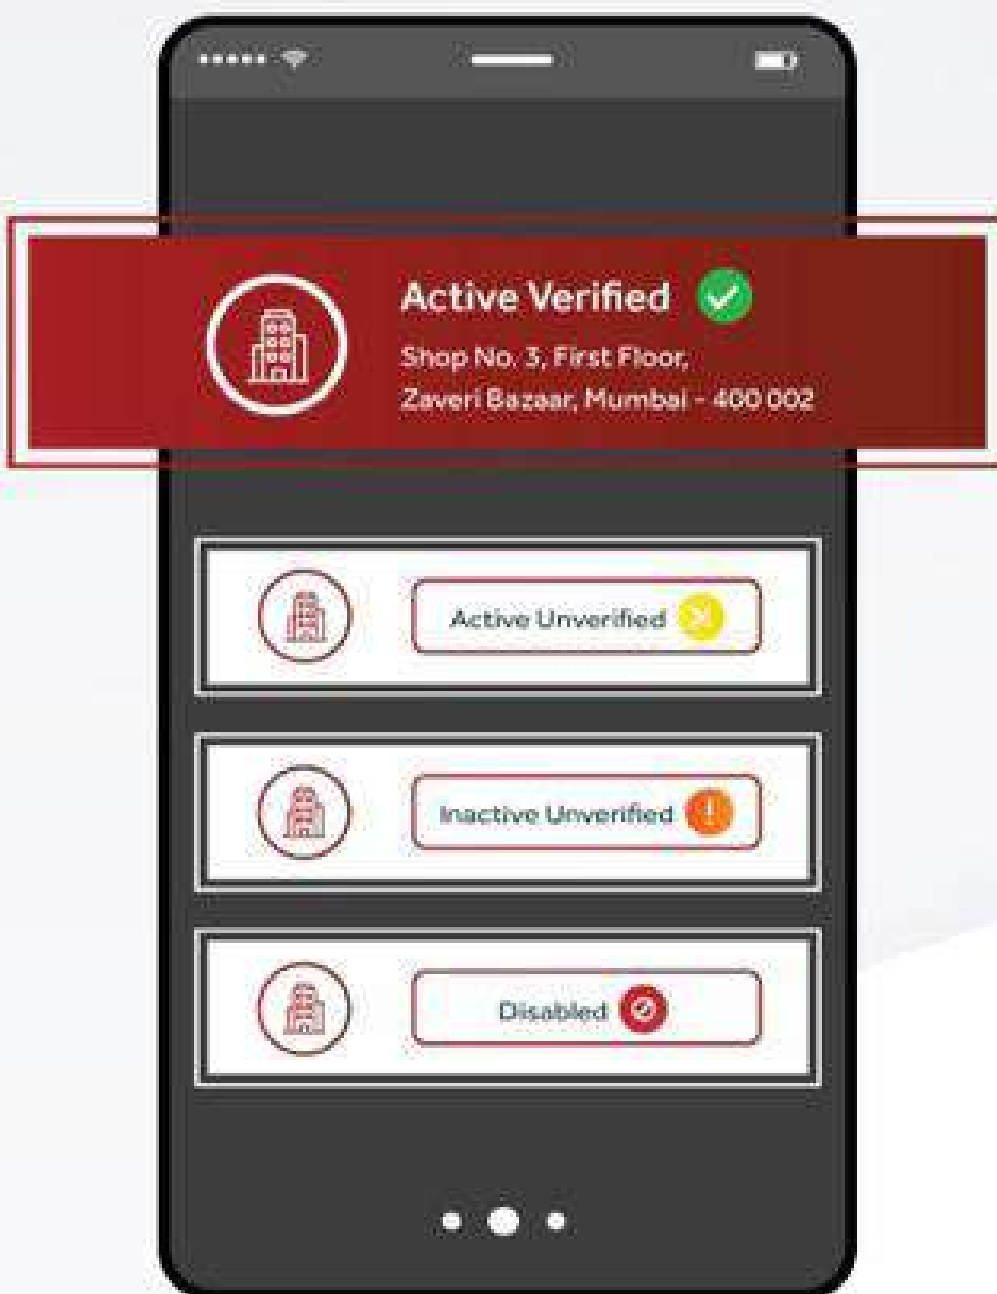 Active Verified
Shop No. 3, First Floor,
Zaveri Bazaar, Mumbai - 400 002
Active Unverified
Inactive Unverified
Disabled